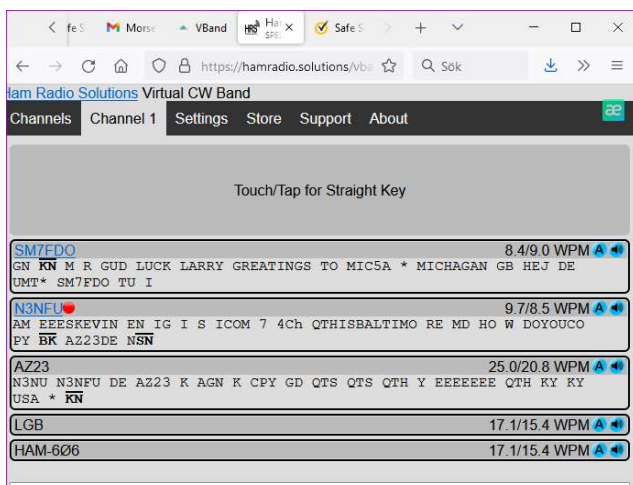 Morse
VBand
HRS
Safe S
https://hamradio.solutions/vba
Sök
Ham Radio Solutions Virtual CW Band
Channels Channel 1 Settings Store Support About
æ
Touch/Tap for Straight Key
SM7FDO 8.4/9.0 WPM A
GN KN M R GUD LUCK LARRY GREATINGS TO MIC5A * MICHAGAN GB HEJ DE
UMT* SM7FDO TU I
N3NFU 9.7/8.5 WPM A
AM EEESKEVIN EN IG I S ICOM 7 4Ch QTHISBALTIMO RE MD HO W DOYOUCO
PY BK AZ23DE NSN
AZ23 25.0/20.8 WPM A
N3NU N3NFU DE AZ23 K AGN K CPY GD QTS QTS QTH Y EEEEEEE QTH KY KY
USA * KN
LGB 17.1/15.4 WPM A
HAM-6Ø6 17.1/15.4 WPM A